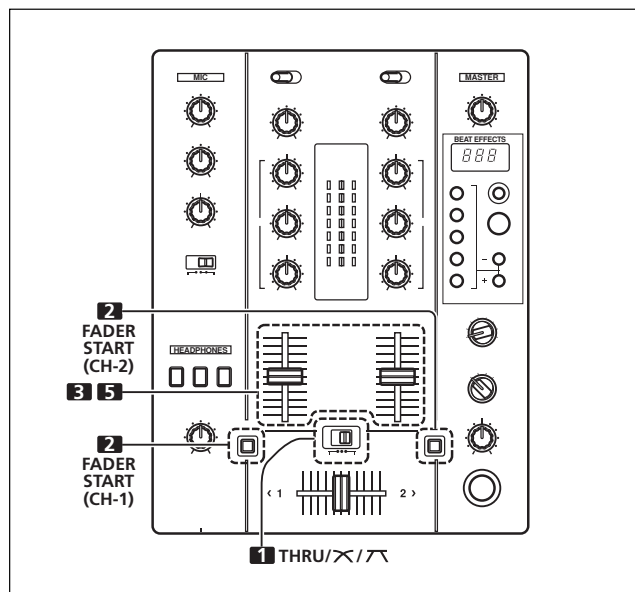 MIC
MASTER
BEAT EFFECTS
888
–
+
2
FADER
START
(CH-2)
HEADPHONES
3 5
2
FADER
START
(CH-1)
‹ 1
2 ›
1 THRU/